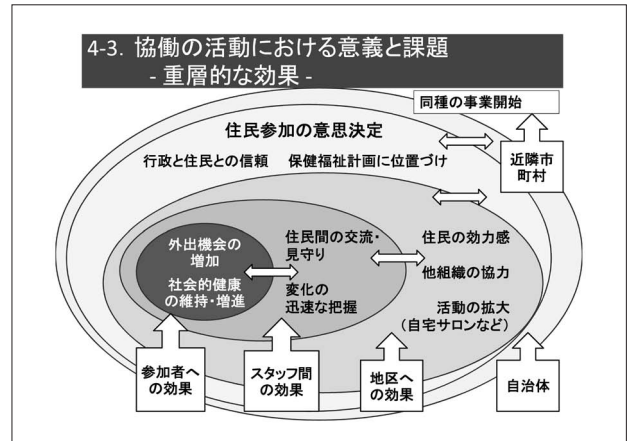 4-3. 協働の活動における意義と課題
- 重層的な効果 -
同種の事業開始
住民参加の意思決定
行政と住民との信頼
保健福祉計画に位置づけ
近隣市
町村
外出機会の
増加
社会的健康
の維持・増進
住民間の交流・
見守り
変化の
迅速な把握
住民の効力感
他組織の協力
活動の拡大
（自宅サロンなど）
参加者へ
の効果
スタッフ間
の効果
地区へ
の効果
自治体